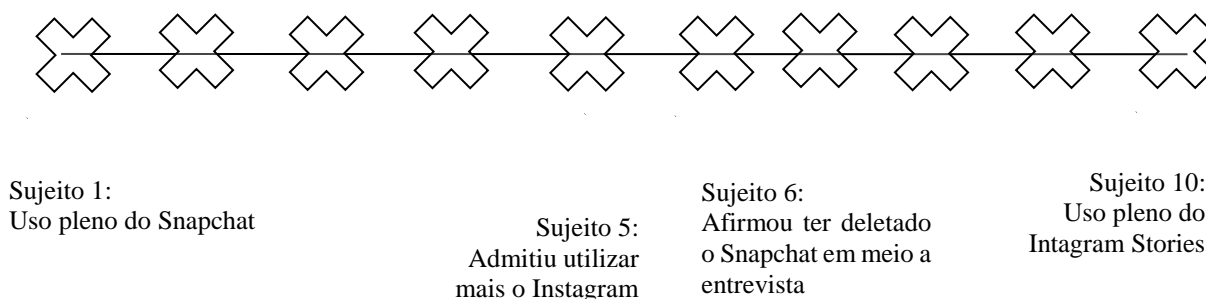 Sujeito 1:
Uso pleno do Snapchat
Sujeito 5:
Admitiu utilizar
mais o Instagram
Sujeito 6:
Afirmou ter deletado
o Snapchat em meio a
entrevista
Sujeito 10:
Uso pleno do
Intagram Stories